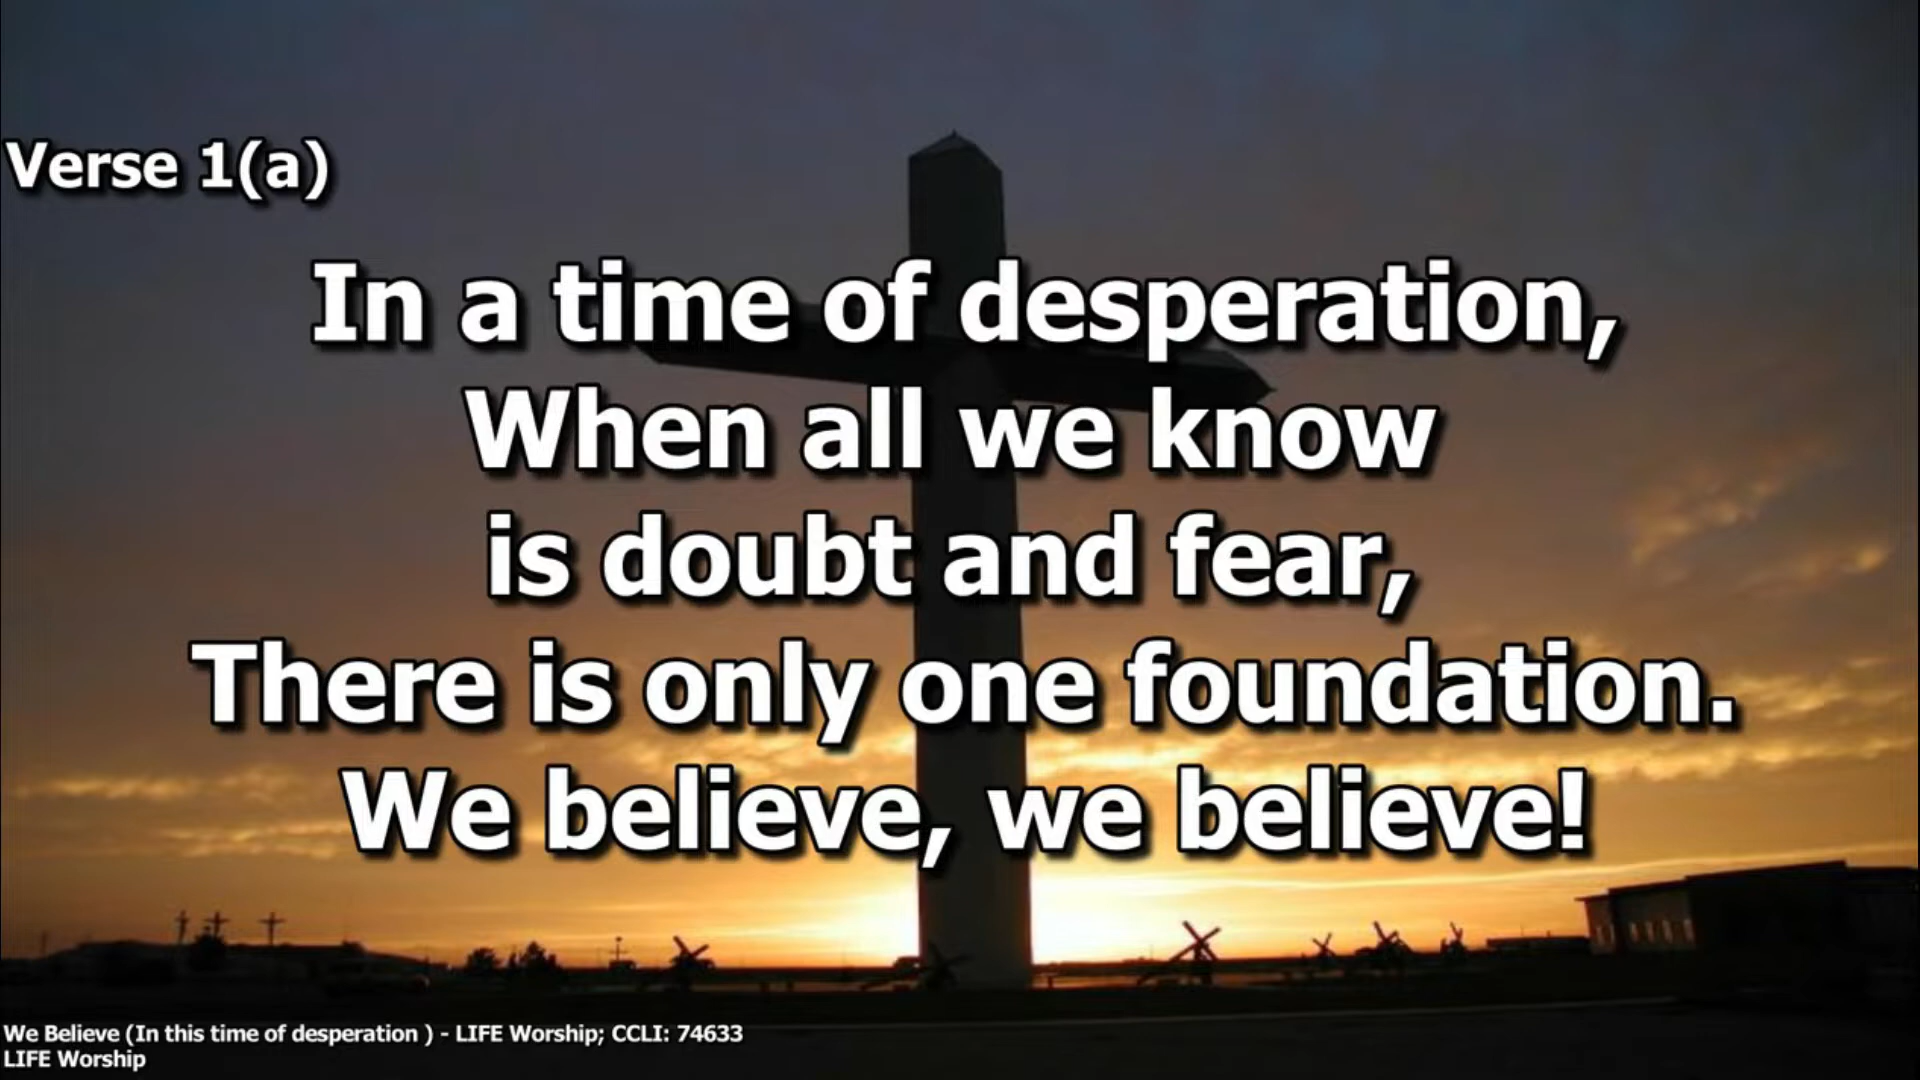 Verse 1(a)
In a time of desperation,
When all we know
is doubt and fear,
There is only one foundation.
We believe, we believe!
We Believe (In this time of desperation ) - LIFE Worship; CCLI: 74633
LIFE Worship